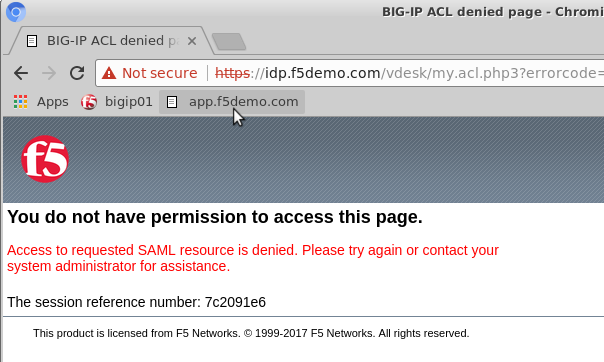 BIG-IP ACL denied page - Chromi
BIG-IP ACL denied p
Not secure https://idp.f5demo.com/vdesk/my.acl.php3?errorcode=
Apps bigip01 app.f5demo.com
f5
You do not have permission to access this page.
Access to requested SAML resource is denied. Please try again or contact your
system administrator for assistance.
The session reference number: 7c2091e6
This product is licensed from F5 Networks. © 1999-2017 F5 Networks. All rights reserved.